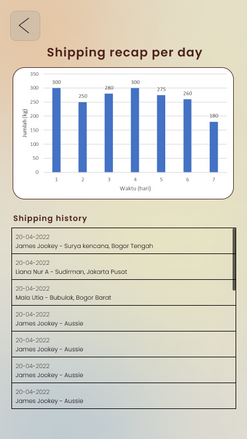 Shipping recap per day
Jumlah (kg)
350
300
250
200
150
100
50
0
300
250
280
300
275
260
180
1 2 3 4 5 6 7
Waktu (hari)
Shipping history
20-04-2022
James Jookey - Surya kencana, Bogor Tengah
20-04-2022
Liana Nur A - Sudirman, Jakarta Pusat
20-04-2022
Mala Utia - Bubulak, Bogor Barat
20-04-2022
James Jookey - Aussie
20-04-2022
James Jookey - Aussie
20-04-2022
James Jookey - Aussie
20-04-2022
James Jookey - Aussie